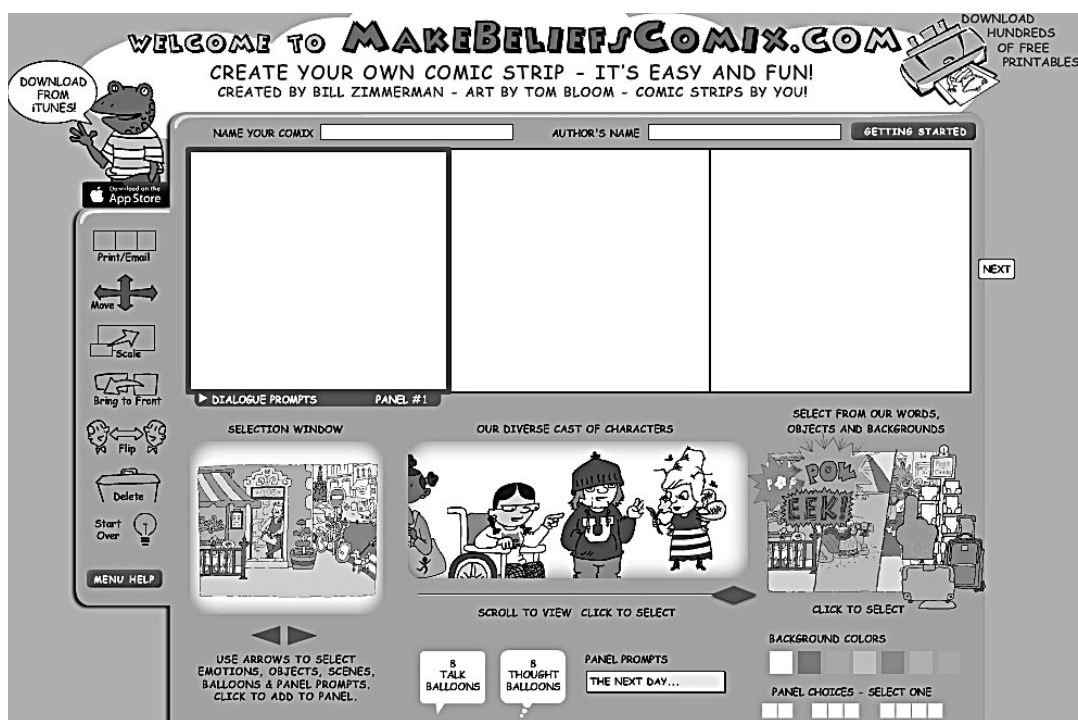 WELCOME TO MAKEBELIEFSCOMIX.COM
CREATE YOUR OWN COMIC STRIP - IT'S EASY AND FUN!
CREATED BY BILL ZIMMERMAN - ART BY TOM BLOOM - COMIC STRIPS BY YOU!
DOWNLOAD
HUNDREDS
OF FREE
PRINTABLES
DOWNLOAD
FROM
iTUNES!
Download on the
App Store
NAME YOUR COMIX
AUTHOR'S NAME
GETTING STARTED
Print/Email
Move
Scale
Bring to Front
Flip
Delete
Start
Over
MENU HELP
NEXT
DIALOGUE PROMPTS
PANEL #1
SELECTION WINDOW
OUR DIVERSE CAST OF CHARACTERS
SELECT FROM OUR WORDS,
OBJECTS AND BACKGROUNDS
POP
POW
EEK!
SCROLL TO VIEW CLICK TO SELECT
CLICK TO SELECT
USE ARROWS TO SELECT
EMOTIONS, OBJECTS, SCENES,
BALLOONS & PANEL PROMPTS.
CLICK TO ADD TO PANEL.
8
TALK
BALLOONS
8
THOUGHT
BALLOONS
PANEL PROMPTS
THE NEXT DAY...
BACKGROUND COLORS
PANEL CHOICES - SELECT ONE